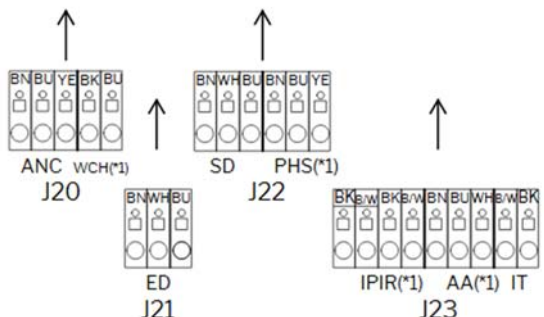 BN BU YE BK BU
ANC WCH(*1)
J20
BN WH BU BN BU YE
SD PHS(*1)
J22
BN WH BU
ED
J21
BK B/W BK B/W BN BU WH B/W BK
IPIR(*1) AA(*1) IT
J23